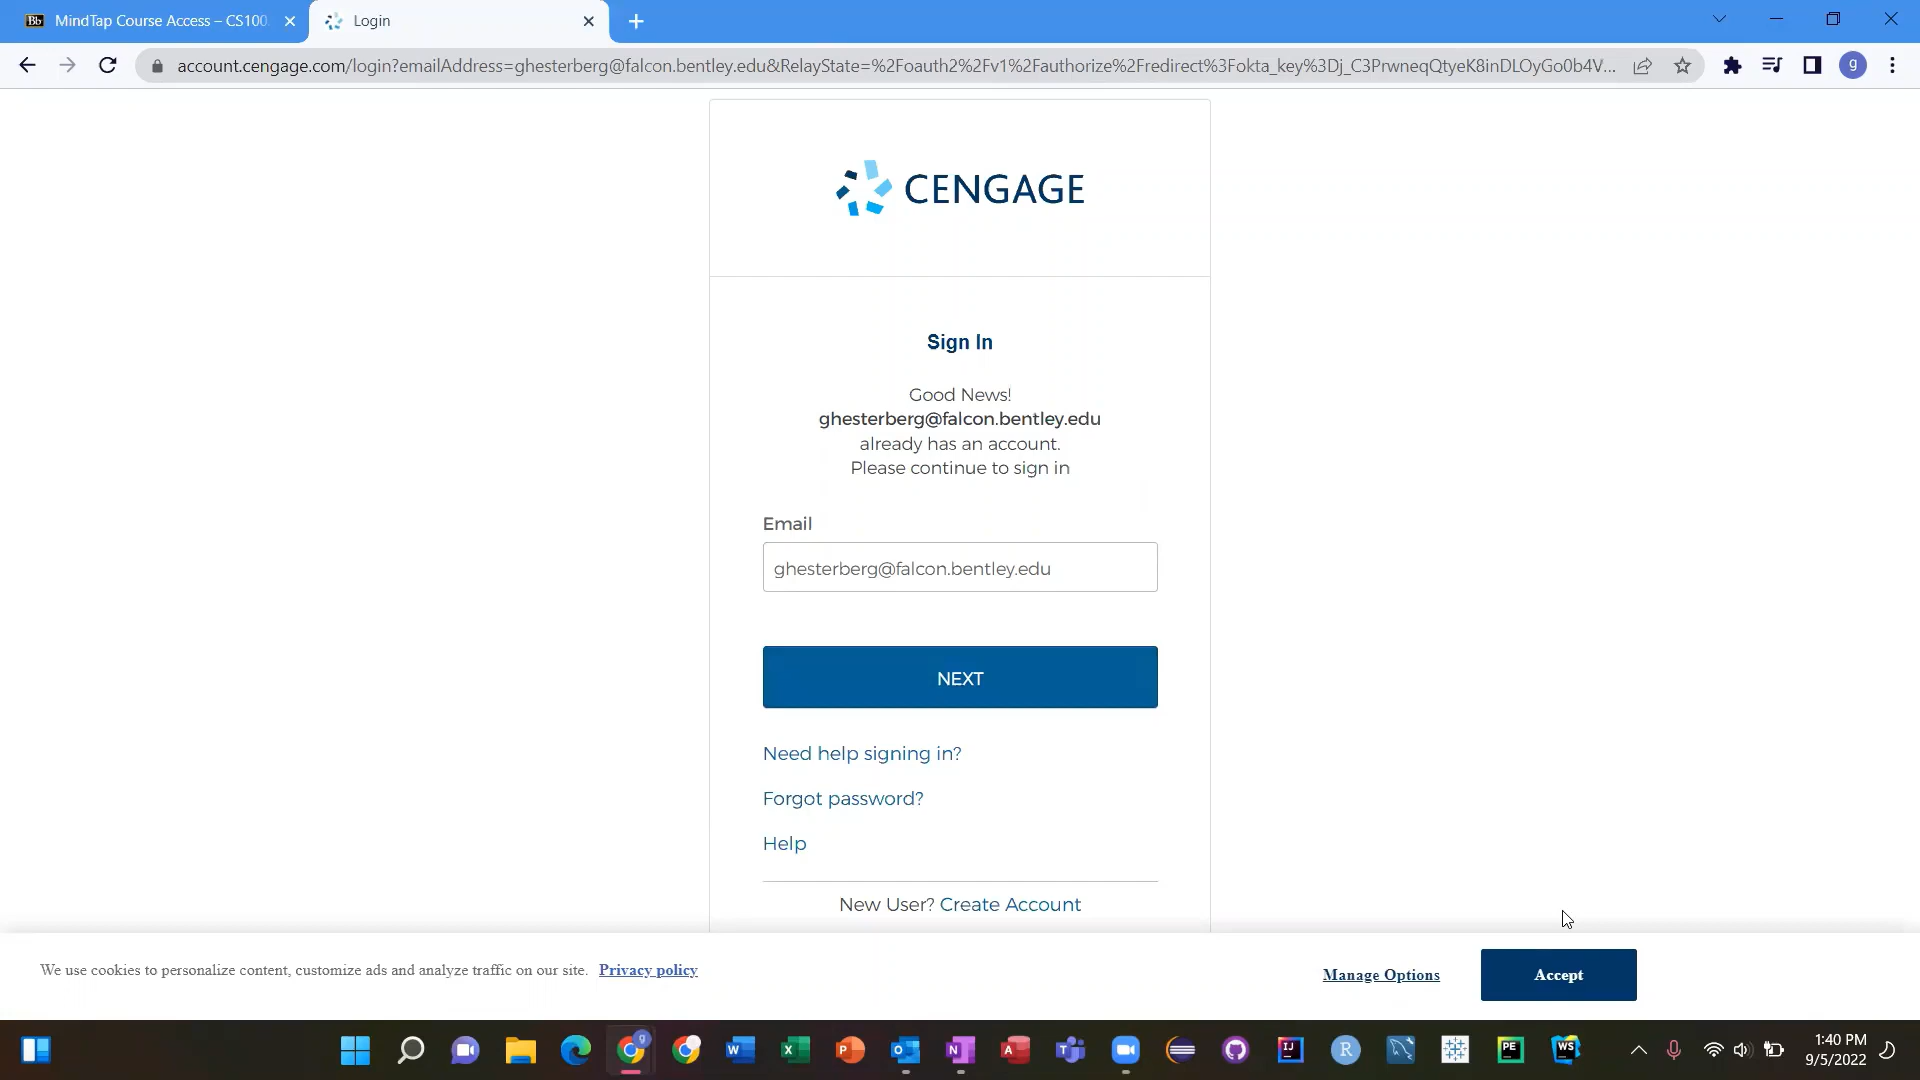 MindTap Course Access – CS100
Login
account.cengage.com/login?emailAddress=ghesterberg@falcon.bentley.edu&RelayState=%2Foauth2%2Fv1%2Fauthorize%2Fredirect%3Fokta_key%3Dj_C3PrwneqQtyeK8inDLOyGo0b4V...
g
CENGAGE
Sign In
Good News!
ghesterberg@falcon.bentley.edu
already has an account.
Please continue to sign in
Email
ghesterberg@falcon.bentley.edu
NEXT
Need help signing in?
Forgot password?
Help
New User? Create Account
We use cookies to personalize content, customize ads and analyze traffic on our site. Privacy policy
Manage Options
Accept
1:40 PM
9/5/2022